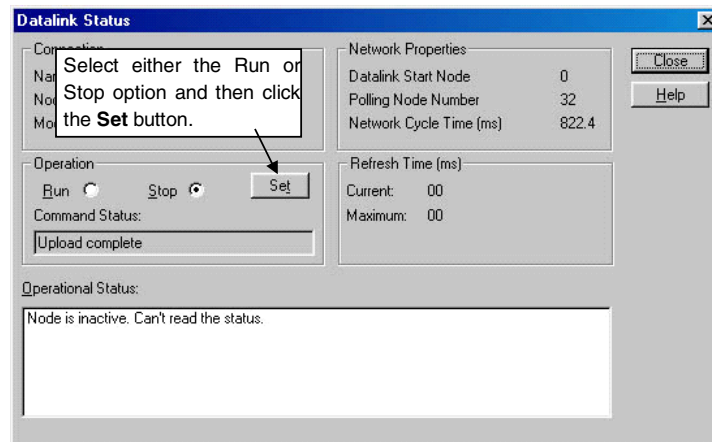 Datalink Status
Connection
Select either the Run or
Stop option and then click
the Set button.
Network Properties
Datalink Start Node 0
Polling Node Number 32
Network Cycle Time (ms) 822.4
Close
Help
Operation
Run Stop Set
Command Status:
Upload complete
Refresh Time (ms)
Current: 00
Maximum: 00
Operational Status:
Node is inactive. Can't read the status.